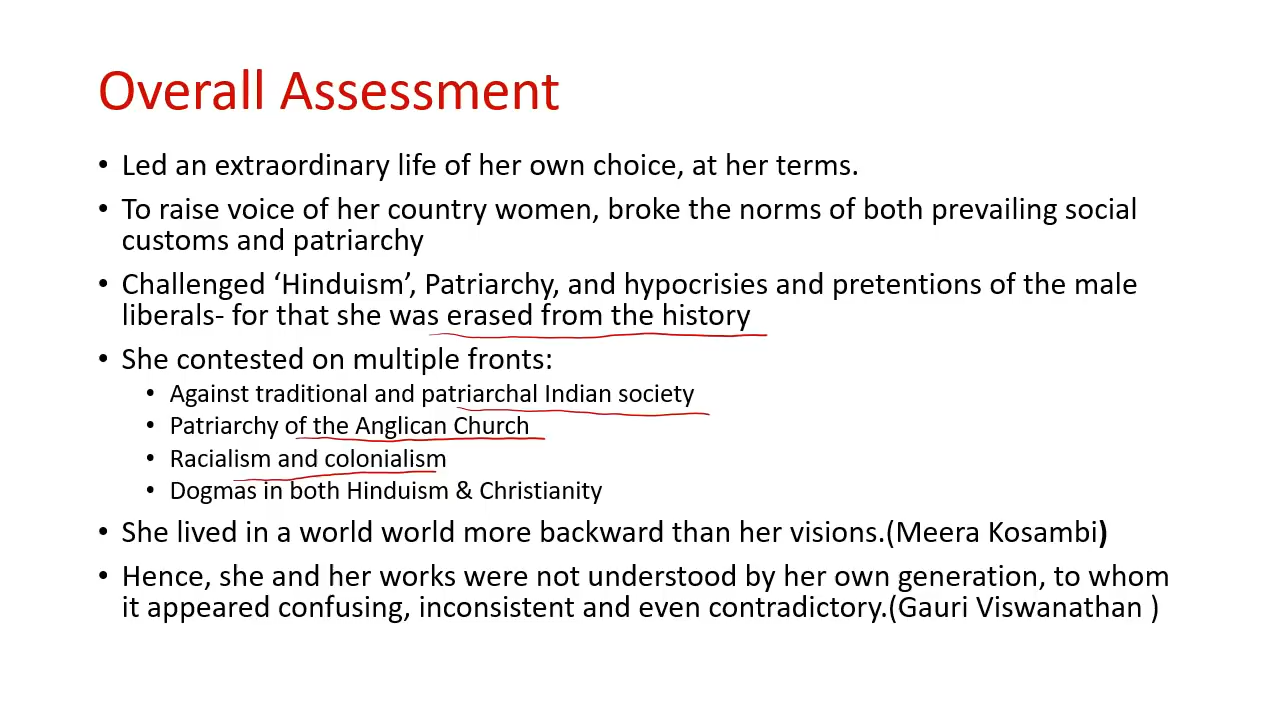 Overall Assessment
• Led an extraordinary life of her own choice, at her terms.
• To raise voice of her country women, broke the norms of both prevailing social
customs and patriarchy
• Challenged ‘Hinduism’, Patriarchy, and hypocrisies and pretentions of the male
liberals- for that she was erased from the history
• She contested on multiple fronts:
• Against traditional and patriarchal Indian society
• Patriarchy of the Anglican Church
• Racialism and colonialism
• Dogmas in both Hinduism & Christianity
• She lived in a world world more backward than her visions.(Meera Kosambi)
• Hence, she and her works were not understood by her own generation, to whom
it appeared confusing, inconsistent and even contradictory.(Gauri Viswanathan )